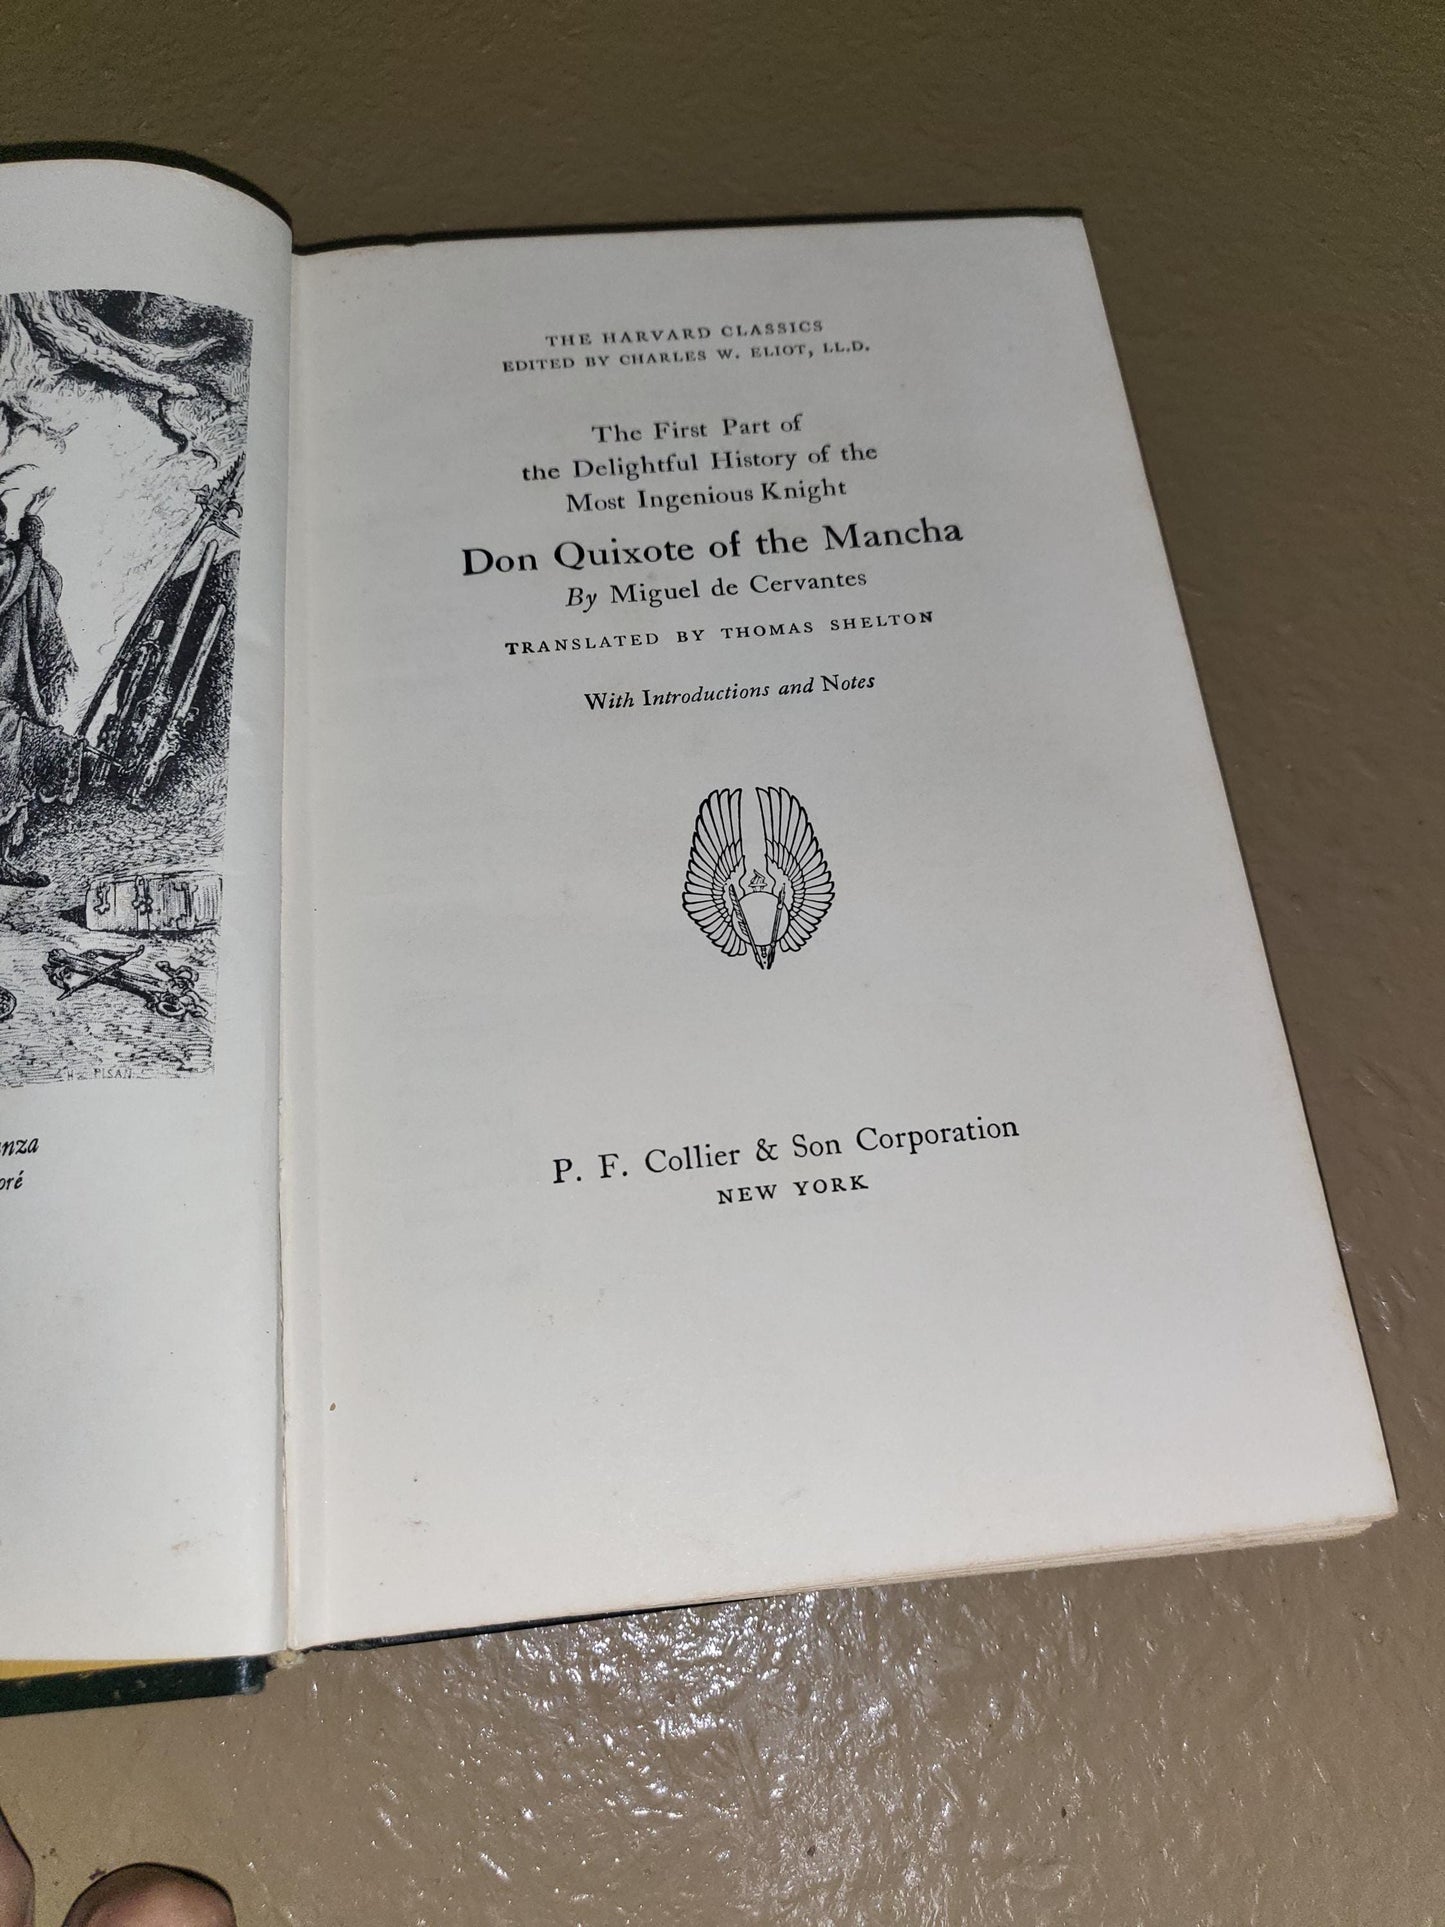 H PISAN
THE HARVARD CLASSICS
EDITED BY CHARLES W. ELIOT, LL.D.
The First Part of
the Delightful History of the
Most Ingenious Knight
Don Quixote of the Mancha
By Miguel de Cervantes
TRANSLATED BY THOMAS SHELTON
With Introductions and Notes
P. F. Collier & Son Corporation
NEW YORK